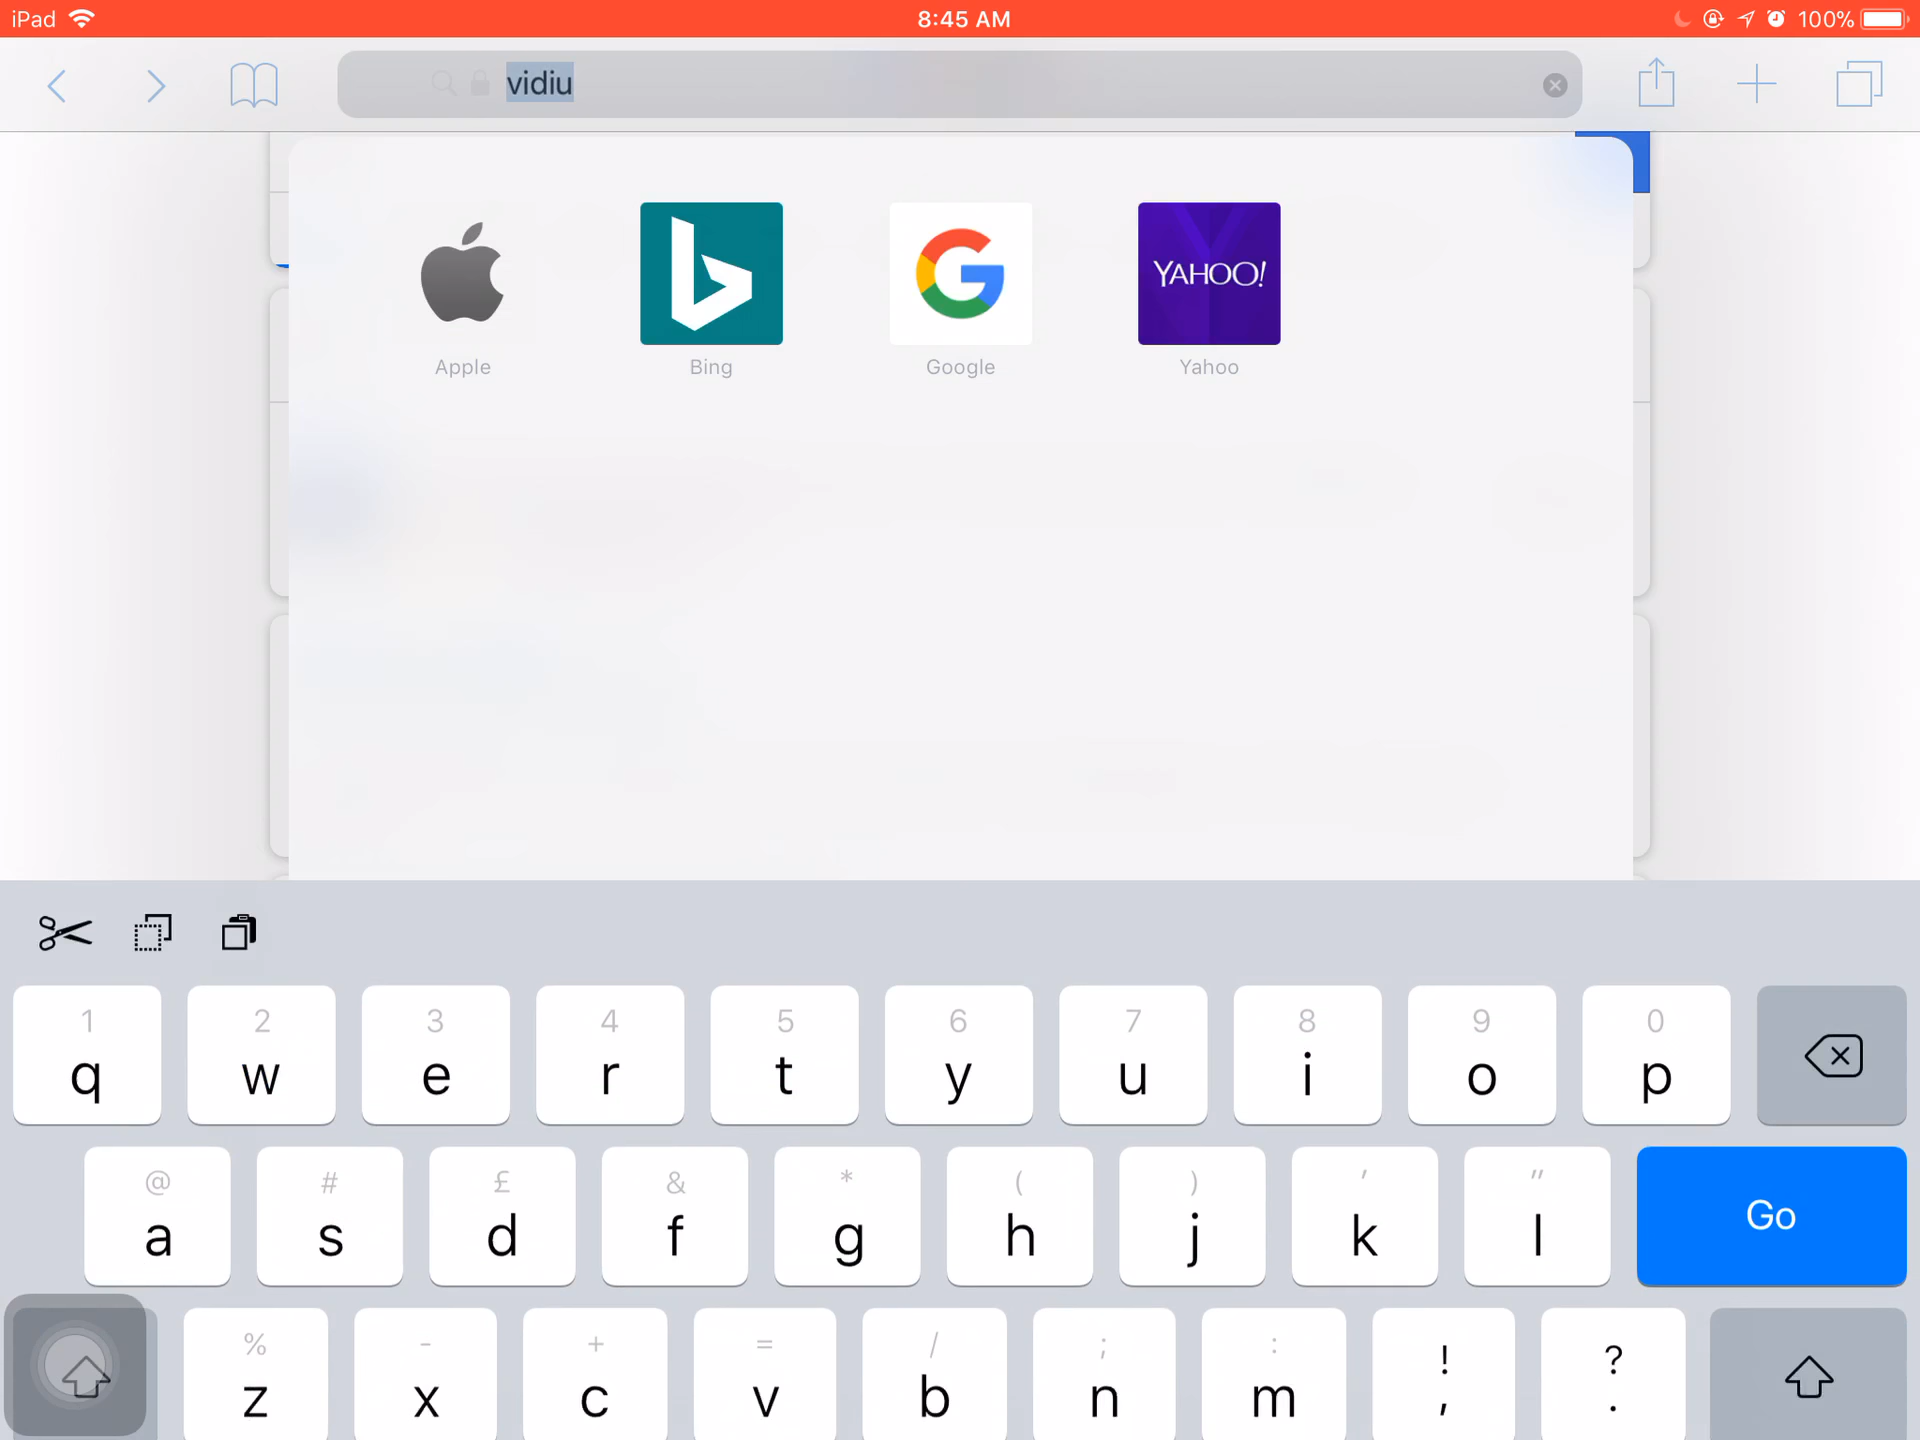 iPad 8:45 AM 100%
vidiu
YAHOO!
Apple Bing Google Yahoo
1 2 3 4 5 6 7 8 9 0
q w e r t y u i o p
@ # £ & * ( ) ' "
a s d f g h j k l Go
% - + = / ; : ! ?
z x c v b n m , .